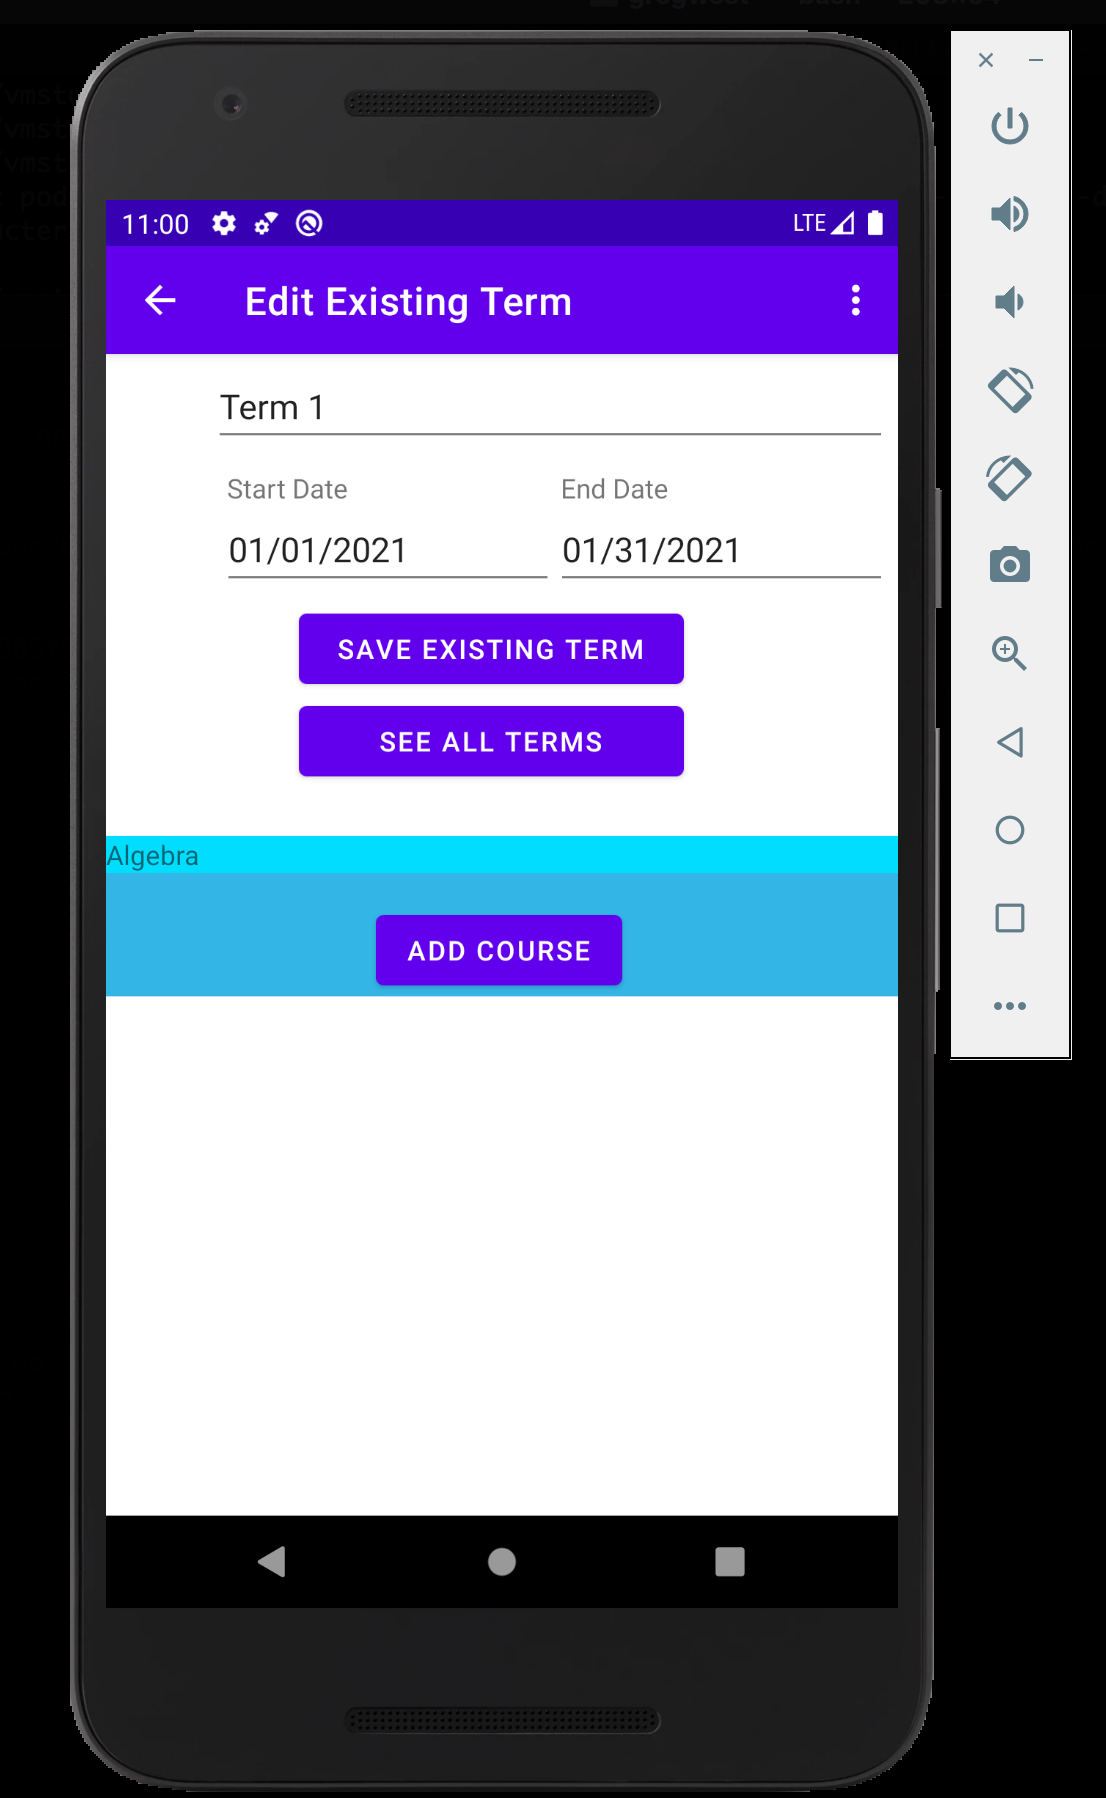 11:00 LTE
Edit Existing Term
Term 1
Start Date End Date
01/01/2021 01/31/2021
SAVE EXISTING TERM
SEE ALL TERMS
Algebra
ADD COURSE